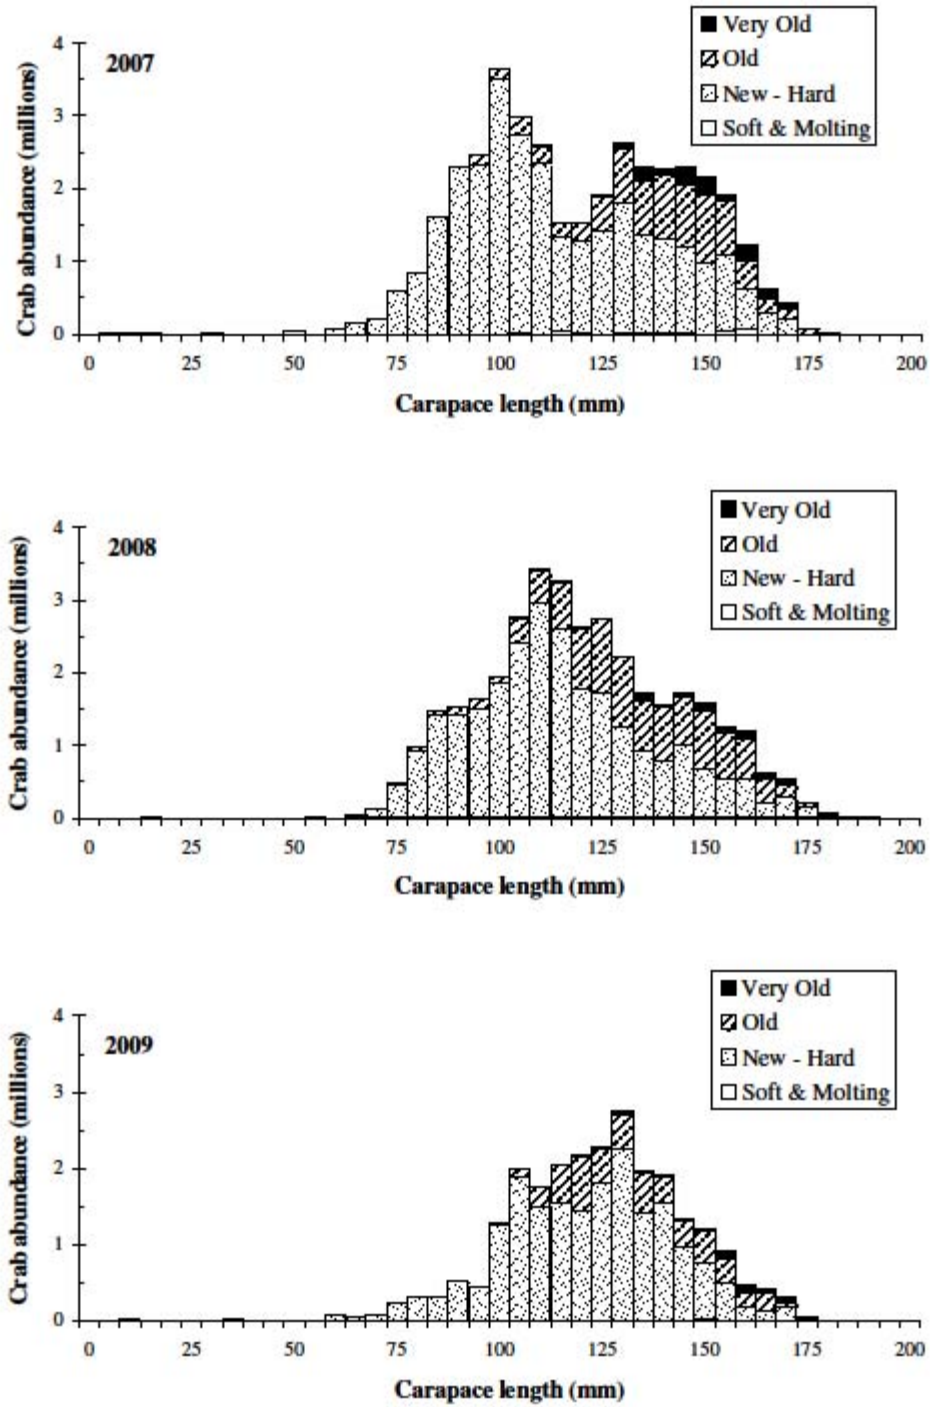 Very Old
Old
New - Hard
Soft & Molting
2007
Crab abundance (millions)
4
3
2
1
0
0 25 50 75 100 125 150 175 200
Carapace length (mm)
Very Old
Old
New - Hard
Soft & Molting
2008
Crab abundance (millions)
4
3
2
1
0
0 25 50 75 100 125 150 175 200
Carapace length (mm)
Very Old
Old
New - Hard
Soft & Molting
2009
Crab abundance (millions)
4
3
2
1
0
0 25 50 75 100 125 150 175 200
Carapace length (mm)